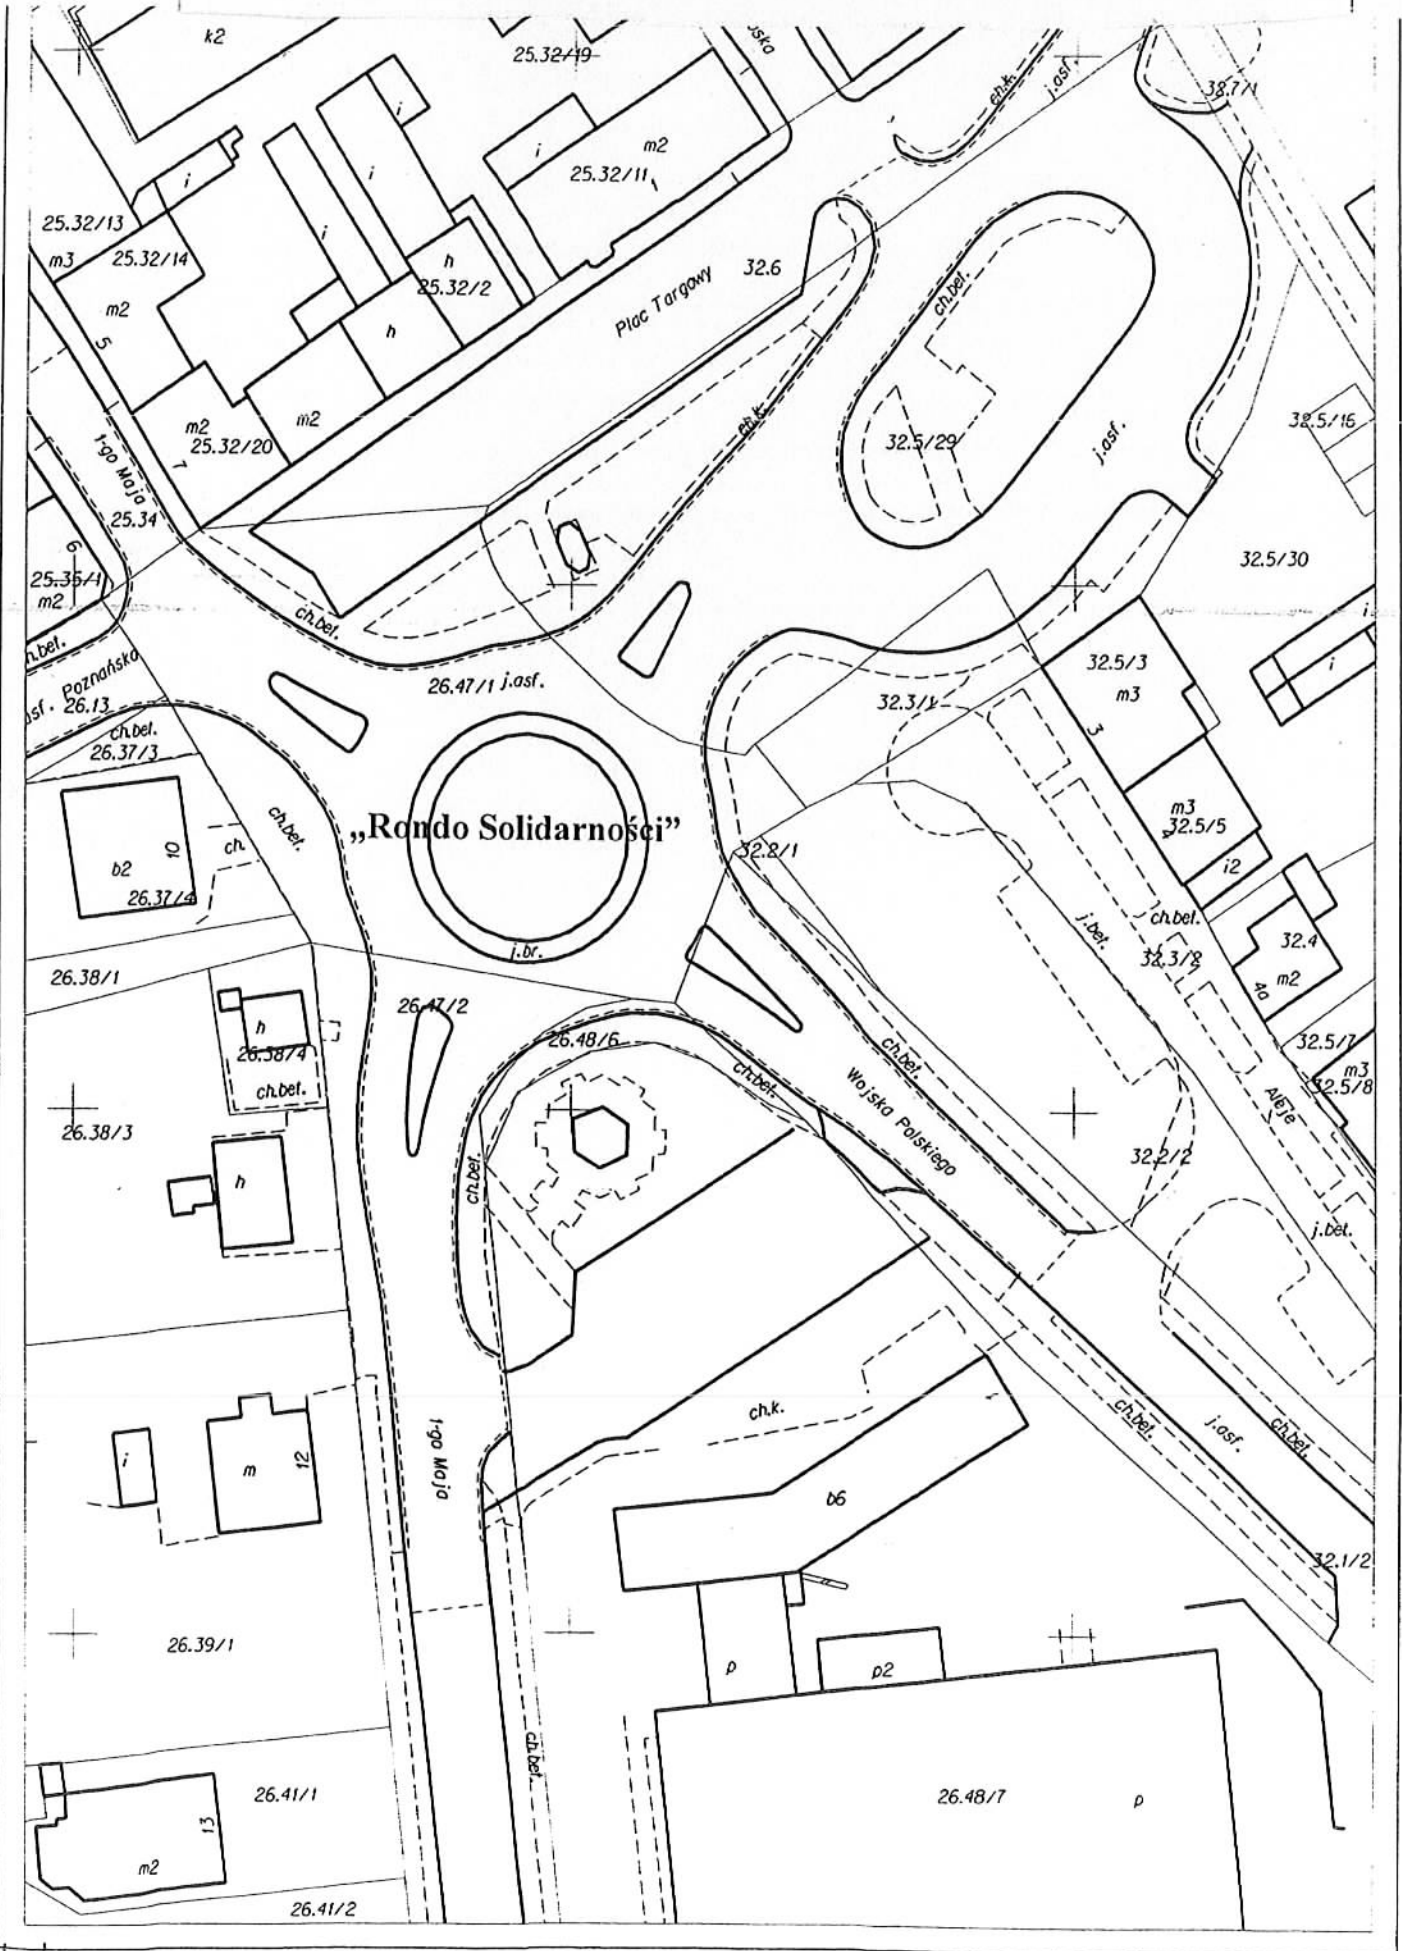 k2
25.32/19
ch.k.
j.asf.
38.7/1
i
i
i
m2
25.32/11
1
i
i
25.32/13
m3
25.32/14
m2
5
h
25.32/2
h
Plac Targowy
32.6
ch.bet.
m2
25.32/20
7
m2
ch.k.
32.5/29
j.asf.
32.5/16
1-go Maja
25.34
6
25.35/1
m2
32.5/30
ch.bet.
ch.bet.
i
i
Poznańska
26.13
26.47/1 j.asf.
32.3/1
32.5/3
m3
3
ch.bet.
26.37/3
ch.bet.
„Rondo Solidarności”
m3
32.5/5
i2
b2
10
ch.
26.37/4
32.2/1
j.br.
j.bet.
ch.bet.
32.3/2
32.4
m2
4a
26.38/1
26.47/2
h
26.38/4
ch.bet.
26.48/6
ch.bet.
ch.bet.
Wojska Polskiego
32.5/7
m3
32.5/8
Aleje
26.38/3
h
ch.bet.
32.2/2
j.bet.
ch.k.
1
ch.bet.
j.asf.
ch.bet.
i
m
12
1-go Maja
b6
32.1/2
26.39/1
p
p2
ch.bet.
26.41/1
13
m2
26.48/7
p
26.41/2